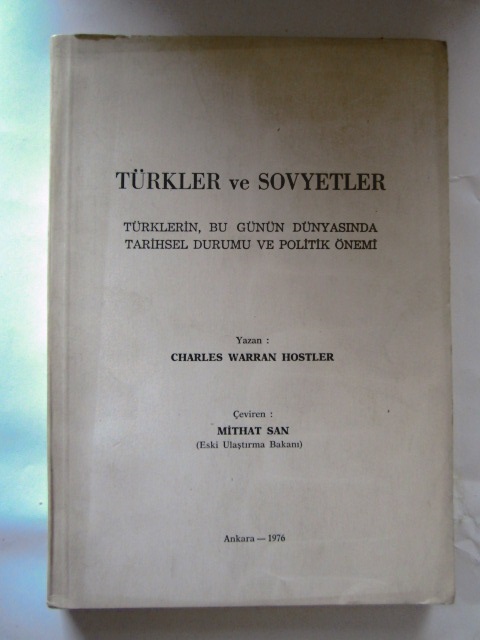 TÜRKLER ve SOVYETLER
TÜRKLERİN, BU GÜNÜN DÜNYASINDA
TARİHSEL DURUMU VE POLİTİK ÖNEMİ
Yazan :
CHARLES WARRAN HOSTLER
Çeviren :
MİTHAT SAN
(Eski Ulaştırma Bakanı)
Ankara — 1976